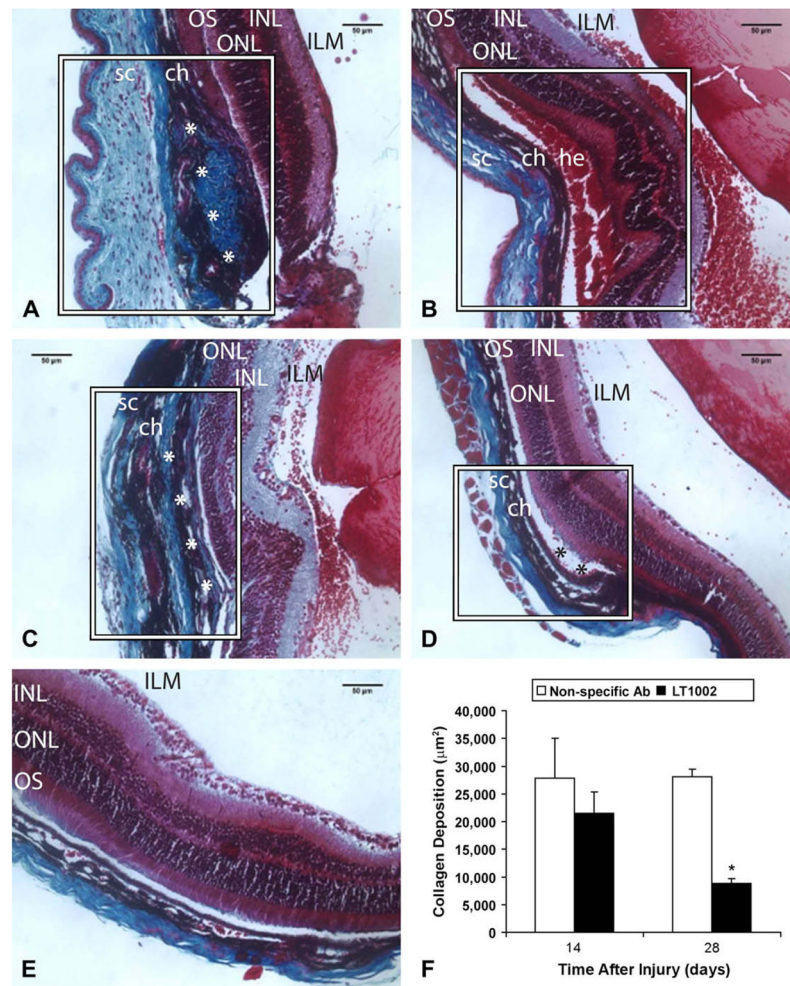 OS INL ILM
ONL
50 µm
sc ch
* * * *
A
OS INL ILM
ONL
50 µm
sc ch he
B
50 µm
ONL
INL ILM
sc
ch
* * * *
C
OS INL
ONL ILM
50 µm
sc
ch
* *
D
ILM
50 µm
INL
ONL
OS
E
Non-specific Ab LT1002
Collagen Deposition (µm²)
40,000
35,000
30,000
25,000
20,000
15,000
10,000
5,000
0
*
14 28
Time After Injury (days)
F